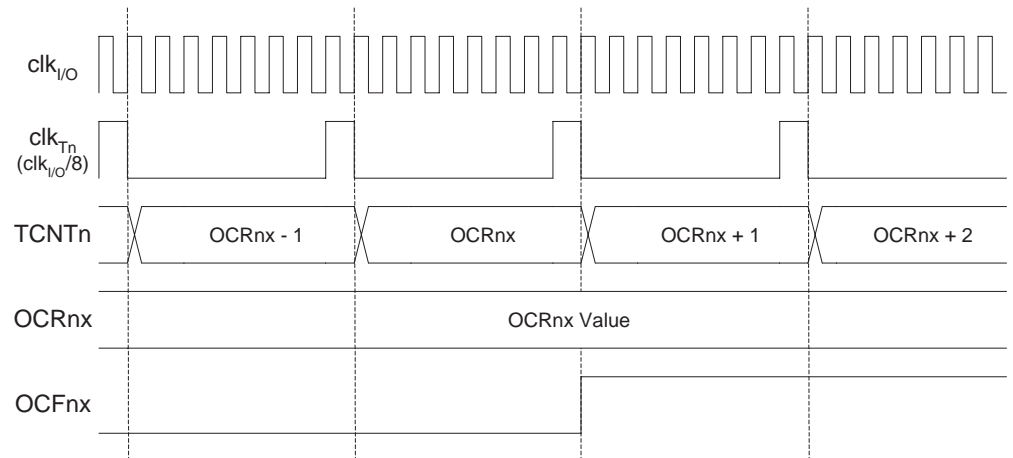 clkI/O
clkTn
(clkI/O/8)
TCNTn
OCRnx - 1
OCRnx
OCRnx + 1
OCRnx + 2
OCRnx
OCRnx Value
OCFnx